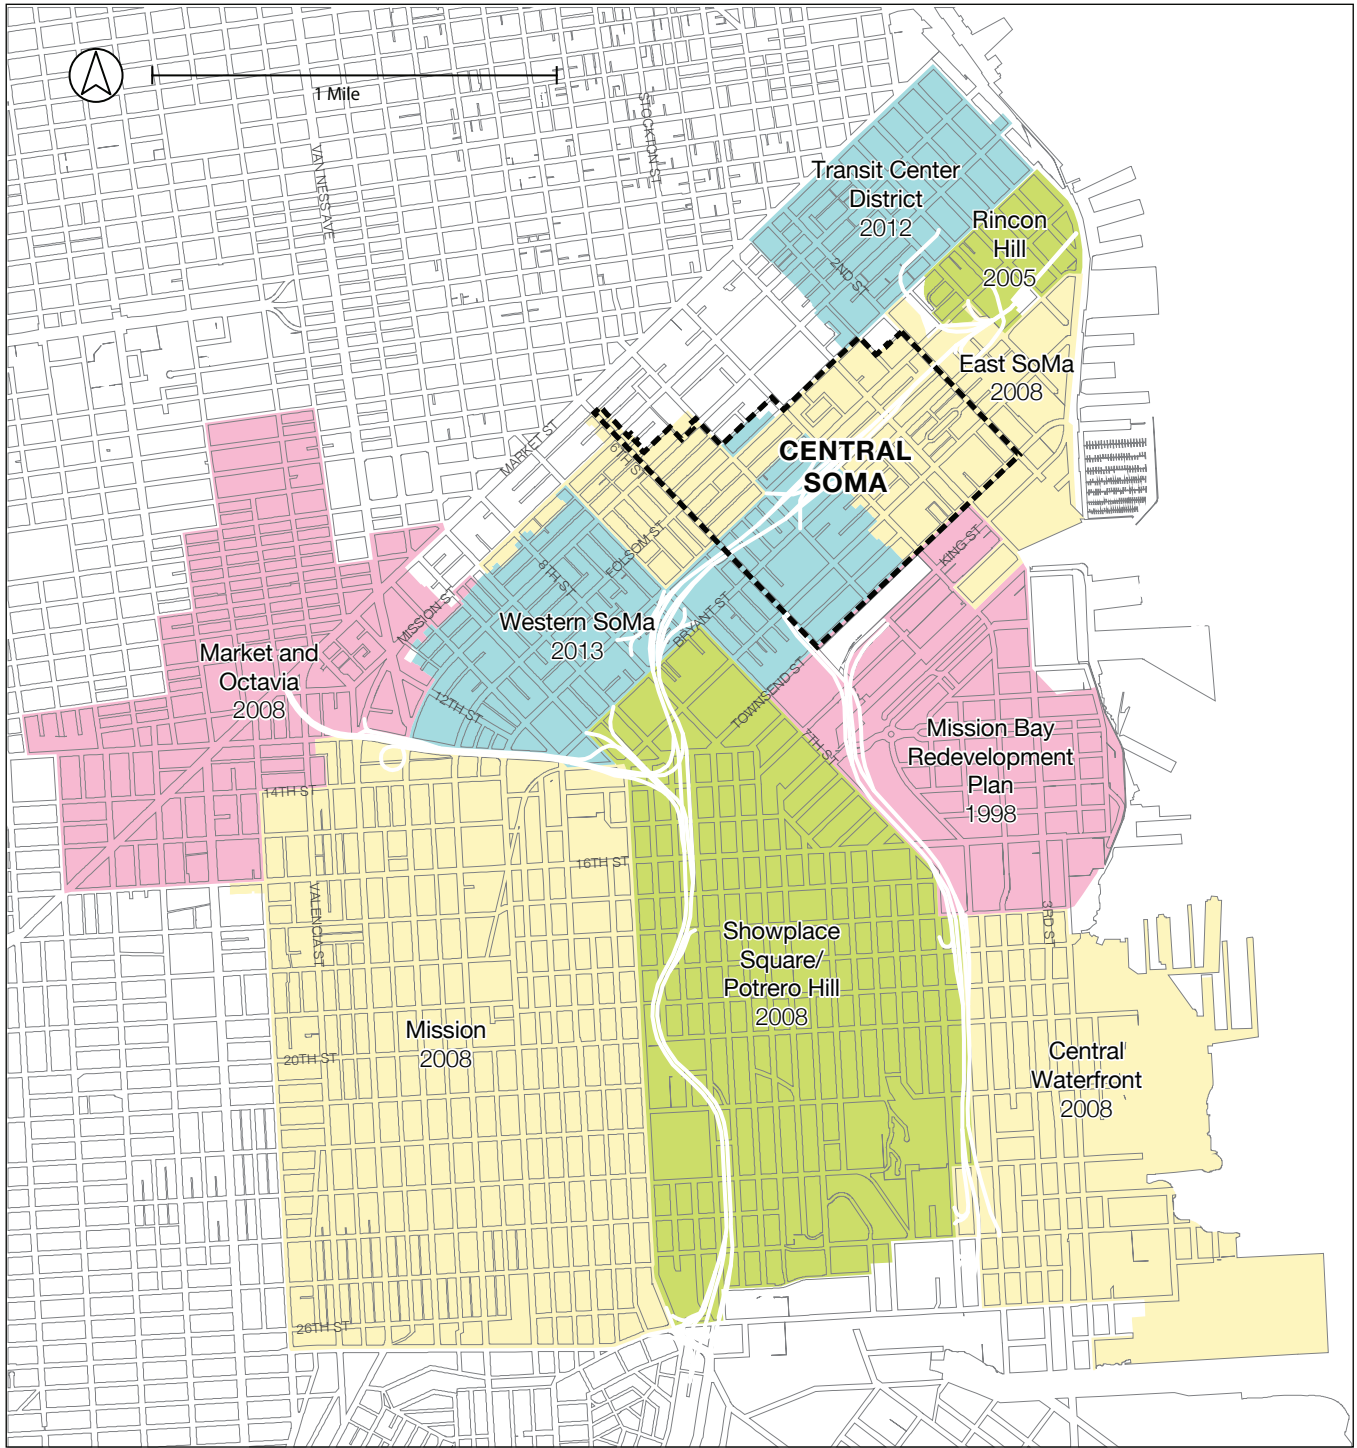 1 Mile
STOCKTON ST
VAN NESS AVE
Transit Center
District
2012
Rincon
Hill
2005
2ND ST
East SoMa
2008
MARKET ST
6TH ST
CENTRAL
SOMA
FOLSOM ST
8TH ST
KING ST
MISSION ST
Western SoMa
2013
BRYANT ST
Market and
Octavia
2008
12TH ST
TOWNSEND ST
7TH ST
Mission Bay
Redevelopment
Plan
1998
14TH ST
16TH ST
VALENCIA ST
3RD ST
Showplace
Square/
Potrero Hill
2008
Mission
2008
20TH ST
Central
Waterfront
2008
26TH ST